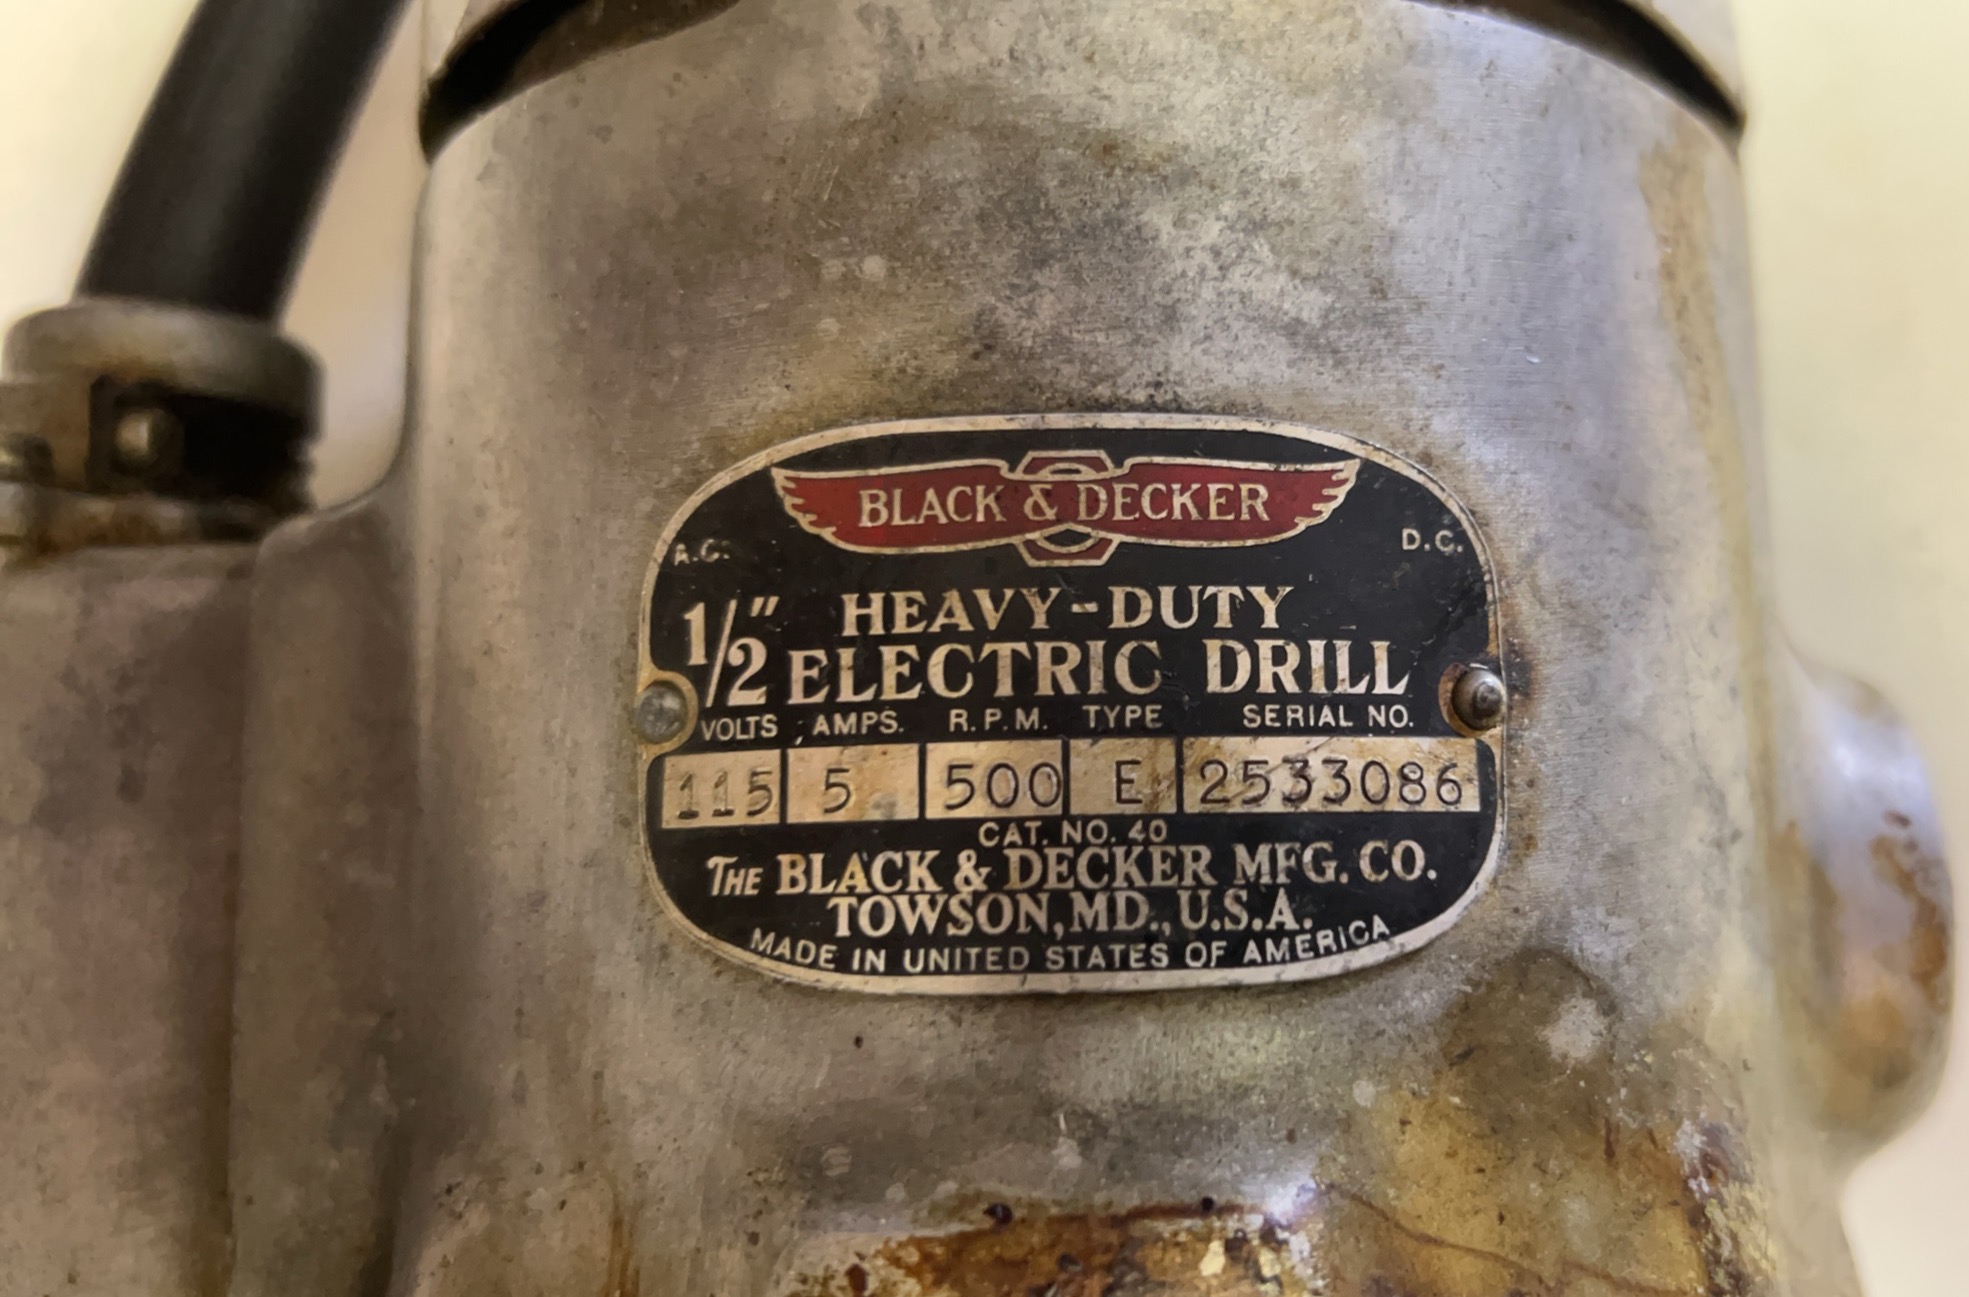 BLACK & DECKER
A.C. D.C.
1/2" HEAVY-DUTY
ELECTRIC DRILL
VOLTS AMPS. R.P.M. TYPE SERIAL NO.
115 5 500 E 2533086
CAT. NO. 40
THE BLACK & DECKER MFG. CO.
TOWSON, MD., U.S.A.
MADE IN UNITED STATES OF AMERICA